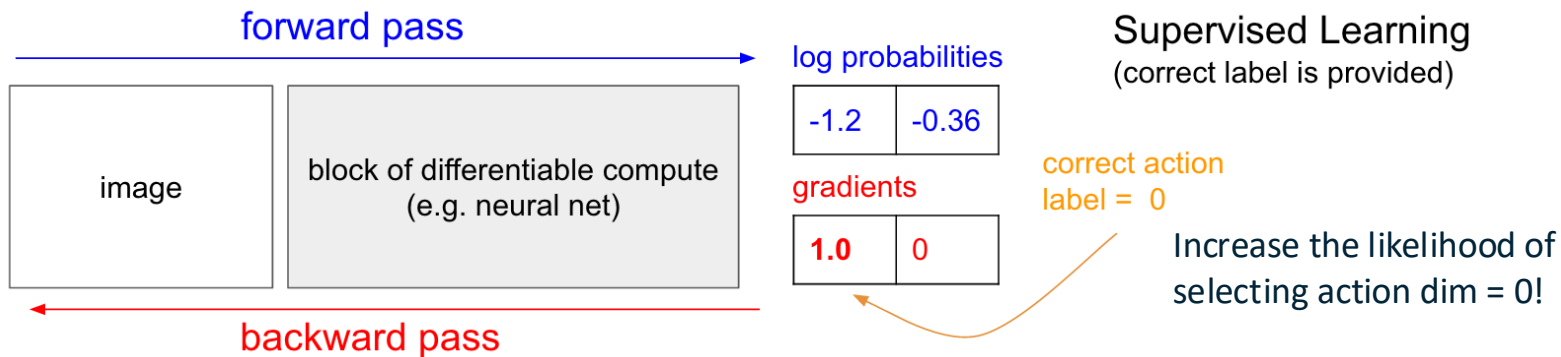 forward pass
image
block of differentiable compute
(e.g. neural net)
backward pass
log probabilities
-1.2 -0.36
gradients
1.0 0
Supervised Learning
(correct label is provided)
correct action
label = 0
Increase the likelihood of
selecting action dim = 0!